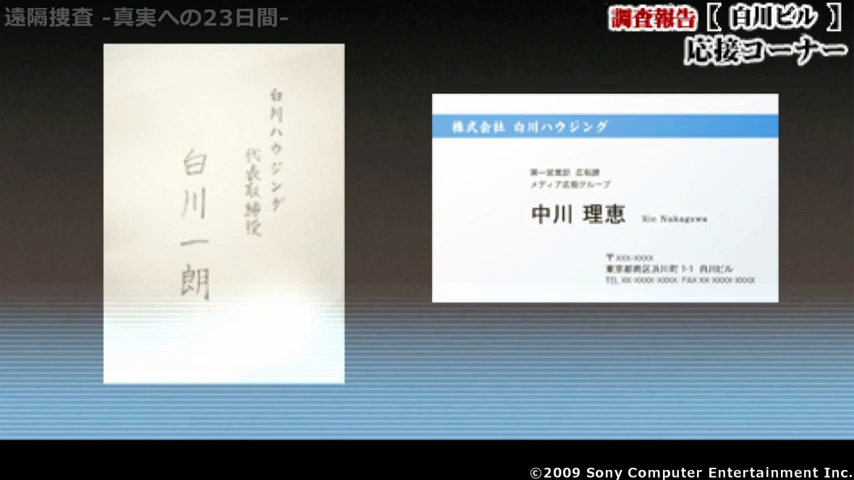 遠隔捜査 -真実への23日間-
調査報告【 白川ビル 】
応接コーナー
白川ハウジング
代表取締役
白川一朗
株式会社 白川ハウジング
第一営業部 広報課
メディア広報グループ
中川 理恵 Rie Nakagawa
〒XXX-XXXX
東京都南区浜川町 1-1 白川ビル
TEL XX-XXXX-XXXX/ FAX XX-XXXX-XXXX
©2009 Sony Computer Entertainment Inc.